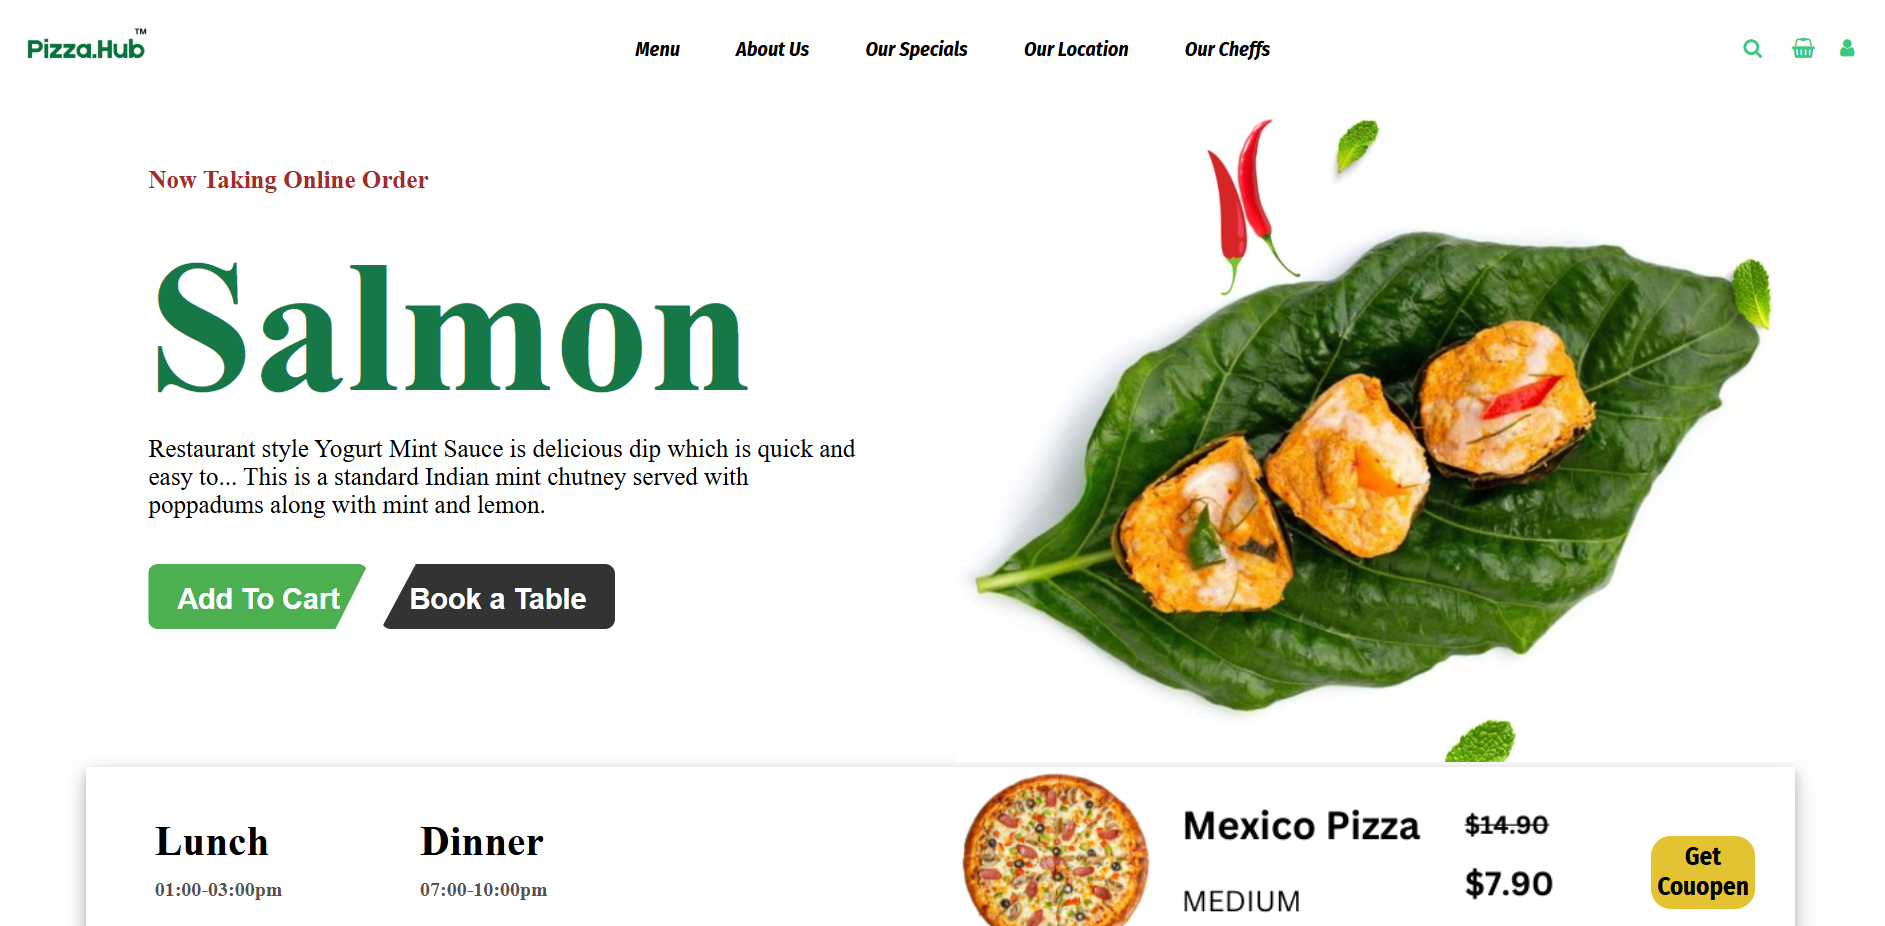 Pizza.Hub™
Menu About Us Our Specials Our Location Our Cheffs
Now Taking Online Order
Salmon
Restaurant style Yogurt Mint Sauce is delicious dip which is quick and
easy to... This is a standard Indian mint chutney served with
poppadums along with mint and lemon.
Add To Cart Book a Table
Lunch
01:00-03:00pm
Dinner
07:00-10:00pm
Mexico Pizza
MEDIUM
$14.90
$7.90
Get
Couopen